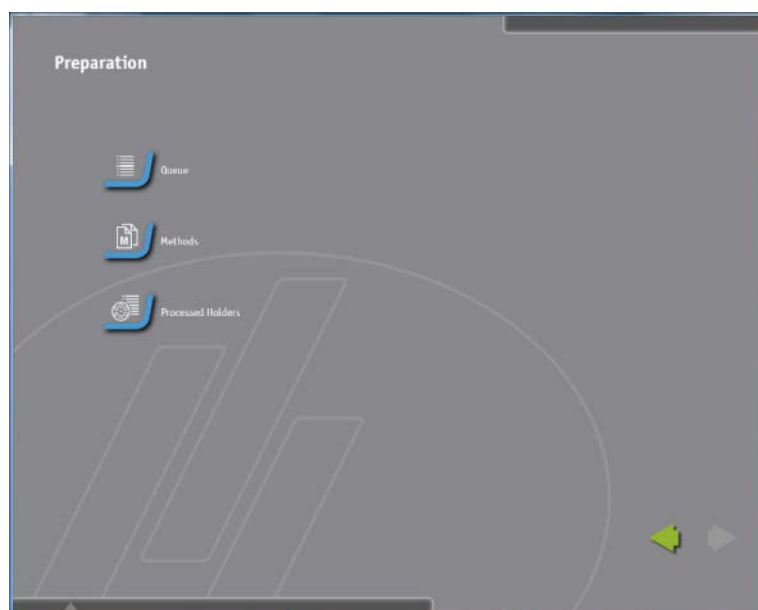 Preparation
Queue
M
Methods
Processed Holders